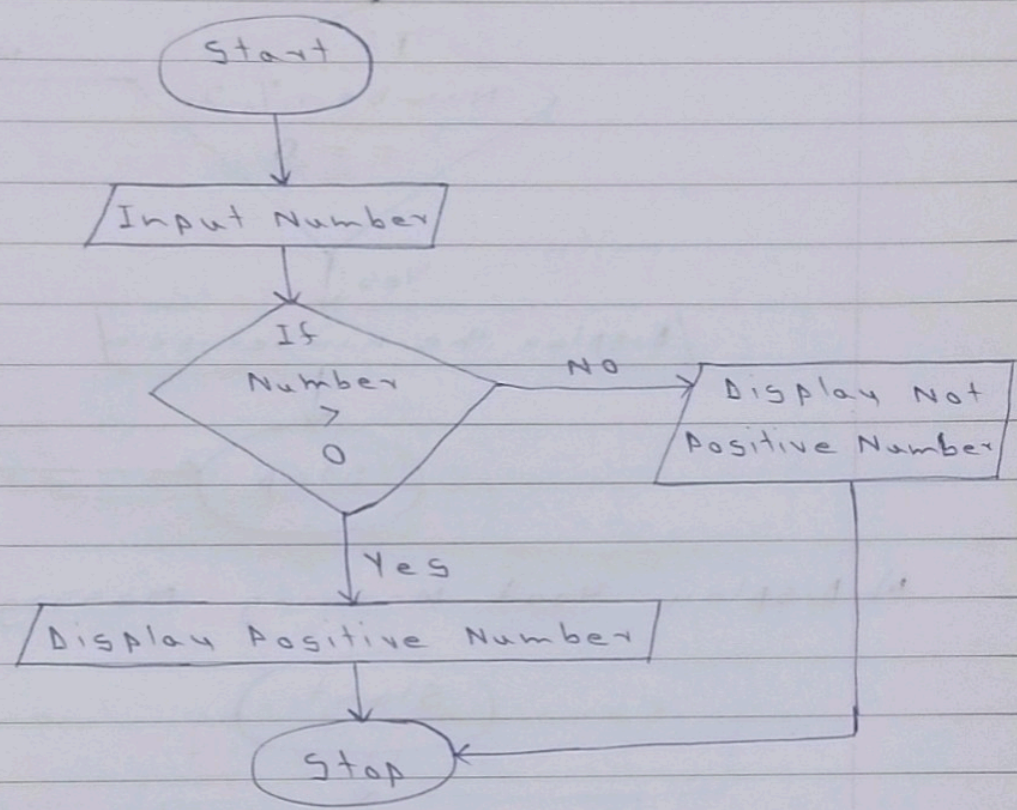 Start
Input Number
If
Number
>
0
NO
Display Not
Positive Number
Yes
Display Positive Number
Stop